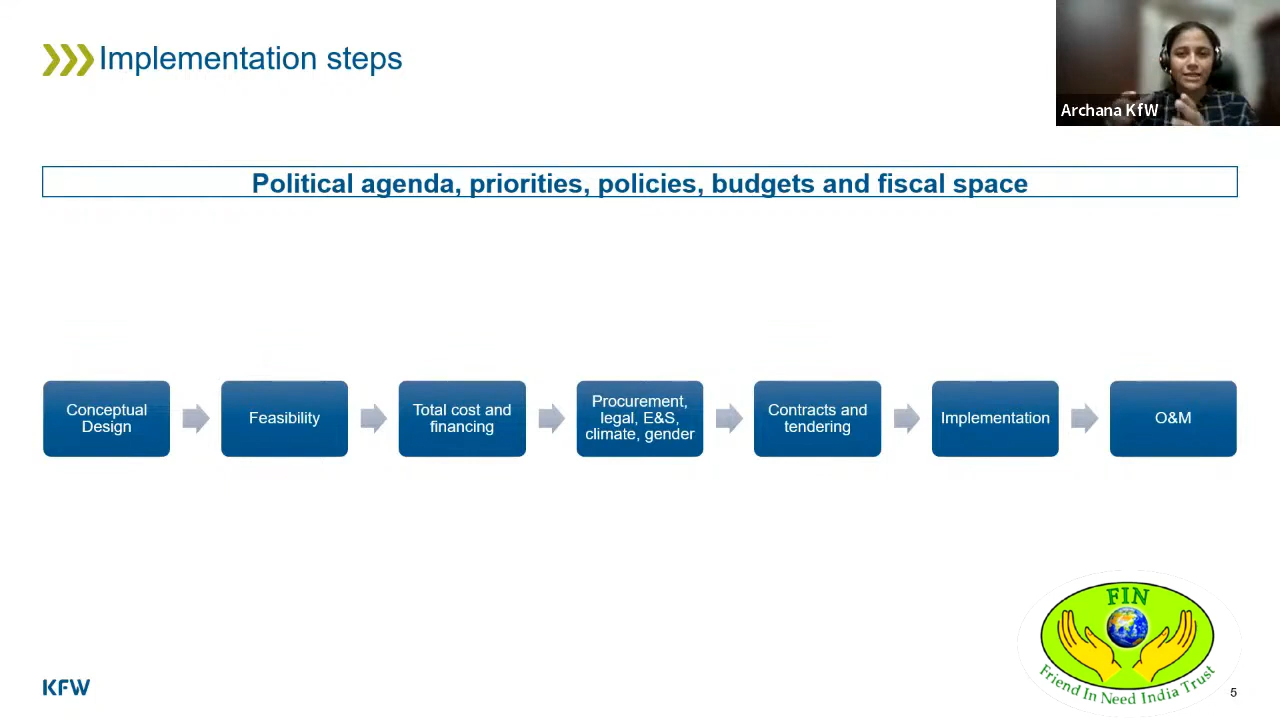 Implementation steps
Archana KfW
Political agenda, priorities, policies, budgets and fiscal space
Conceptual
Design
Feasibility
Total cost and
financing
Procurement,
legal, E&S,
climate, gender
Contracts and
tendering
Implementation
O&M
FIN
Friend In Need India Trust
KFW
5